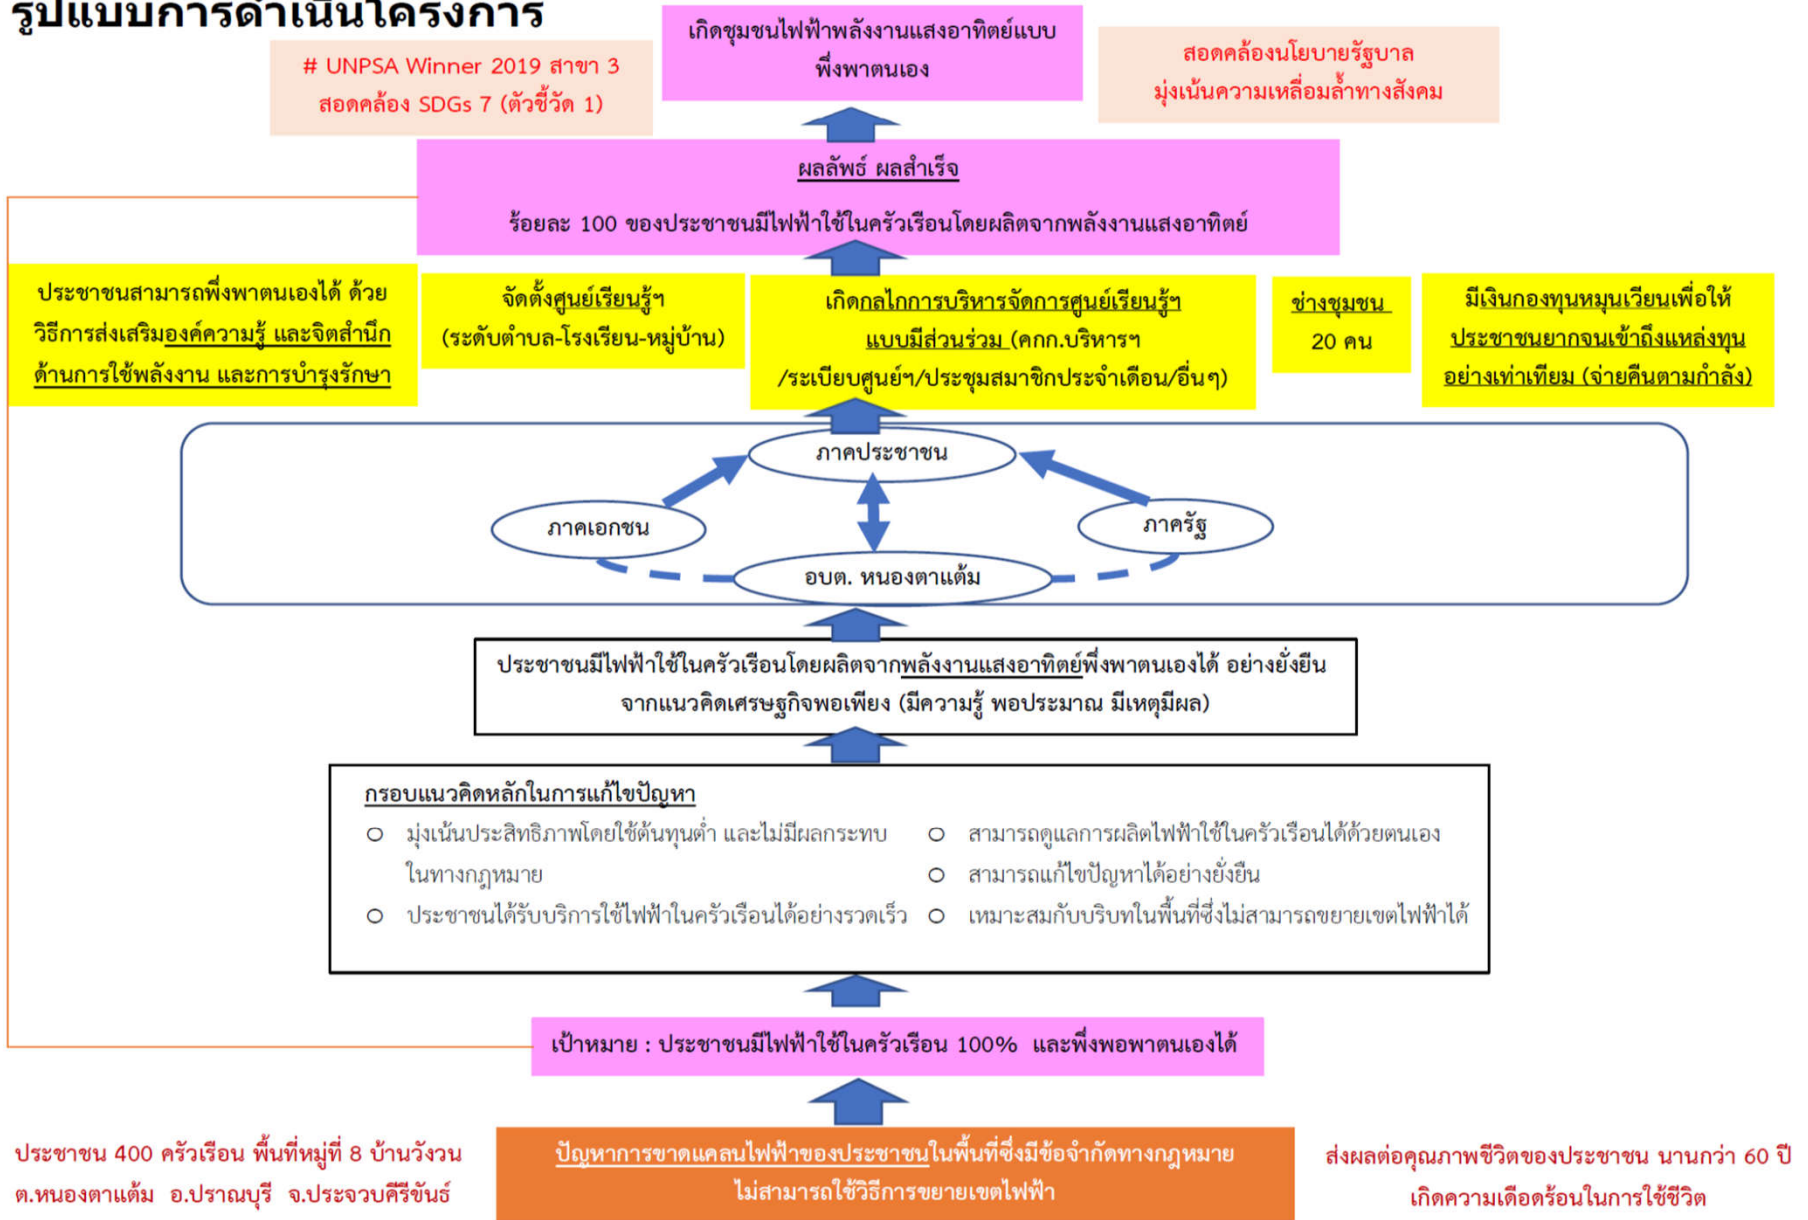 รูปแบบการดำเนินโครงการ
# UNPSA Winner 2019 สาขา 3
สอดคล้อง SDGs 7 (ตัวชี้วัด 1)
เกิดชุมชนไฟฟ้าพลังงานแสงอาทิตย์แบบ
พึ่งพาตนเอง
สอดคล้องนโยบายรัฐบาล
มุ่งเน้นความเหลื่อมล้ำทางสังคม
ผลลัพธ์ ผลสำเร็จ
ร้อยละ 100 ของประชาชนมีไฟฟ้าใช้ในครัวเรือนโดยผลิตจากพลังงานแสงอาทิตย์
ประชาชนสามารถพึ่งพาตนเองได้ ด้วย
วิธีการส่งเสริมองค์ความรู้ และจิตสำนึก
ด้านการใช้พลังงาน และการบำรุงรักษา
จัดตั้งศูนย์เรียนรู้ฯ
(ระดับตำบล-โรงเรียน-หมู่บ้าน)
เกิดกลไกการบริหารจัดการศูนย์เรียนรู้ฯ
แบบมีส่วนร่วม (คกก.บริหารฯ
/ระเบียบศูนย์ฯ/ประชุมสมาชิกประจำเดือน/อื่นๆ)
ช่างชุมชน
20 คน
มีเงินกองทุนหมุนเวียนเพื่อให้
ประชาชนยากจนเข้าถึงแหล่งทุน
อย่างเท่าเทียม (จ่ายคืนตามกำลัง)
ภาคประชาชน
ภาคเอกชน
ภาครัฐ
อบต. หนองตาแต้ม
ประชาชนมีไฟฟ้าใช้ในครัวเรือนโดยผลิตจากพลังงานแสงอาทิตย์พึ่งพาตนเองได้ อย่างยั่งยืน
จากแนวคิดเศรษฐกิจพอเพียง (มีความรู้ พอประมาณ มีเหตุมีผล)
กรอบแนวคิดหลักในการแก้ไขปัญหา
มุ่งเน้นประสิทธิภาพโดยใช้ต้นทุนต่ำ และไม่มีผลกระทบ
ในทางกฎหมาย
ประชาชนได้รับบริการใช้ไฟฟ้าในครัวเรือนได้อย่างรวดเร็ว
สามารถดูแลการผลิตไฟฟ้าใช้ในครัวเรือนได้ด้วยตนเอง
สามารถแก้ไขปัญหาได้อย่างยั่งยืน
เหมาะสมกับบริบทในพื้นที่ซึ่งไม่สามารถขยายเขตไฟฟ้าได้
เป้าหมาย : ประชาชนมีไฟฟ้าใช้ในครัวเรือน 100% และพึ่งพอพาตนเองได้
ประชาชน 400 ครัวเรือน พื้นที่หมู่ที่ 8 บ้านวังวน
ต.หนองตาแต้ม อ.ปราณบุรี จ.ประจวบคีรีขันธ์
ปัญหาการขาดแคลนไฟฟ้าของประชาชนในพื้นที่ซึ่งมีข้อจำกัดทางกฎหมาย
ไม่สามารถใช้วิธีการขยายเขตไฟฟ้า
ส่งผลต่อคุณภาพชีวิตของประชาชน นานกว่า 60 ปี
เกิดความเดือดร้อนในการใช้ชีวิต